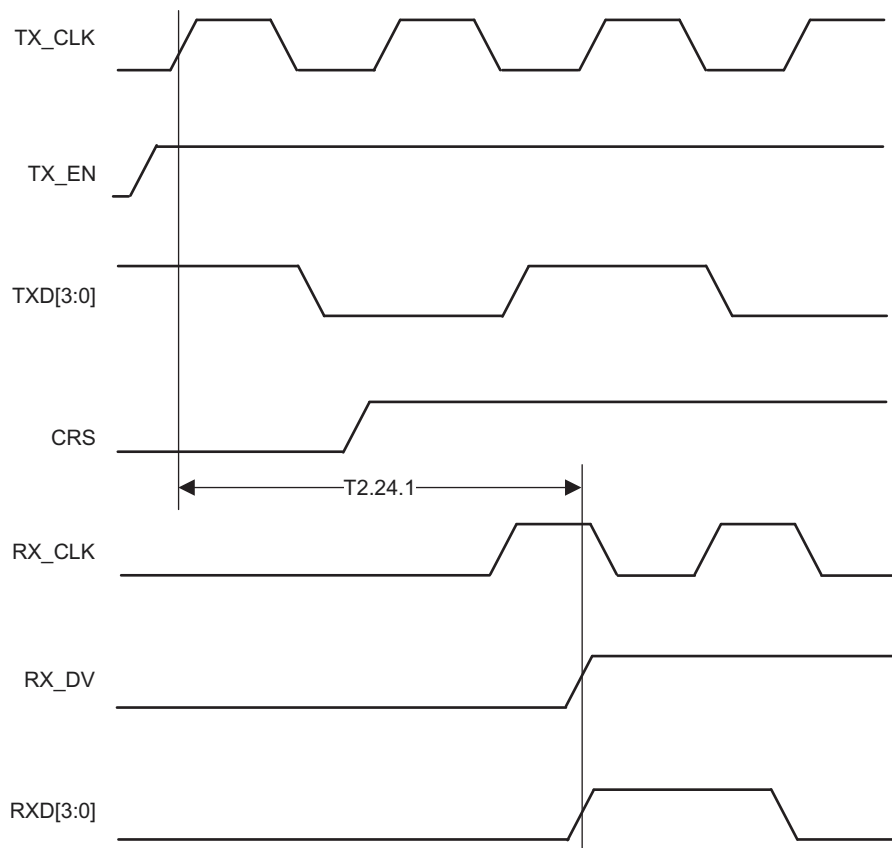 TX_CLK
TX_EN
TXD[3:0]
CRS
T2.24.1
RX_CLK
RX_DV
RXD[3:0]